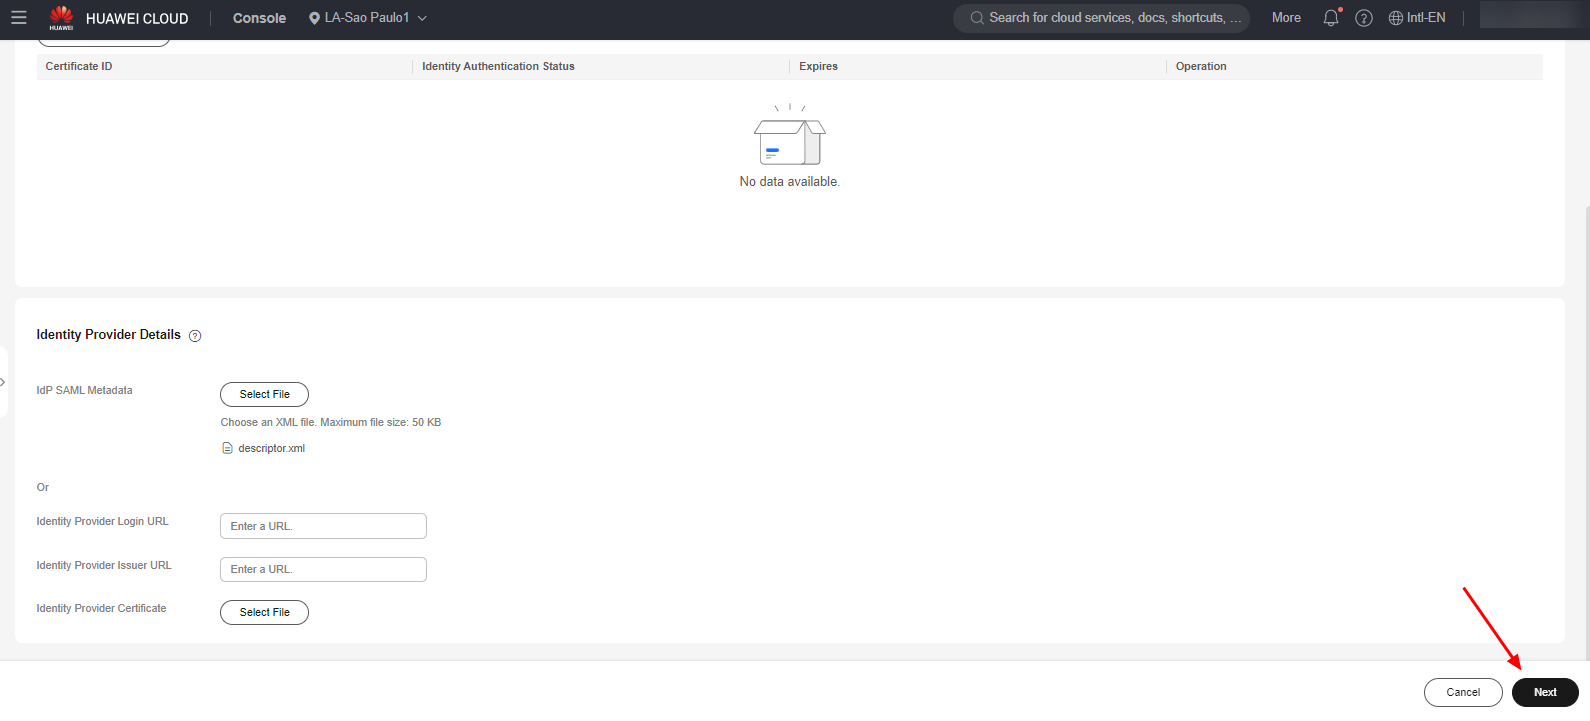 HUAWEI
HUAWEI CLOUD
Console
LA-Sao Paulo1
Search for cloud services, docs, shortcuts, ...
More
Intl-EN
Certificate ID
Identity Authentication Status
Expires
Operation
No data available.
Identity Provider Details
IdP SAML Metadata
Select File
Choose an XML file. Maximum file size: 50 KB
descriptor.xml
Or
Identity Provider Login URL
Enter a URL.
Identity Provider Issuer URL
Enter a URL.
Identity Provider Certificate
Select File
Cancel
Next